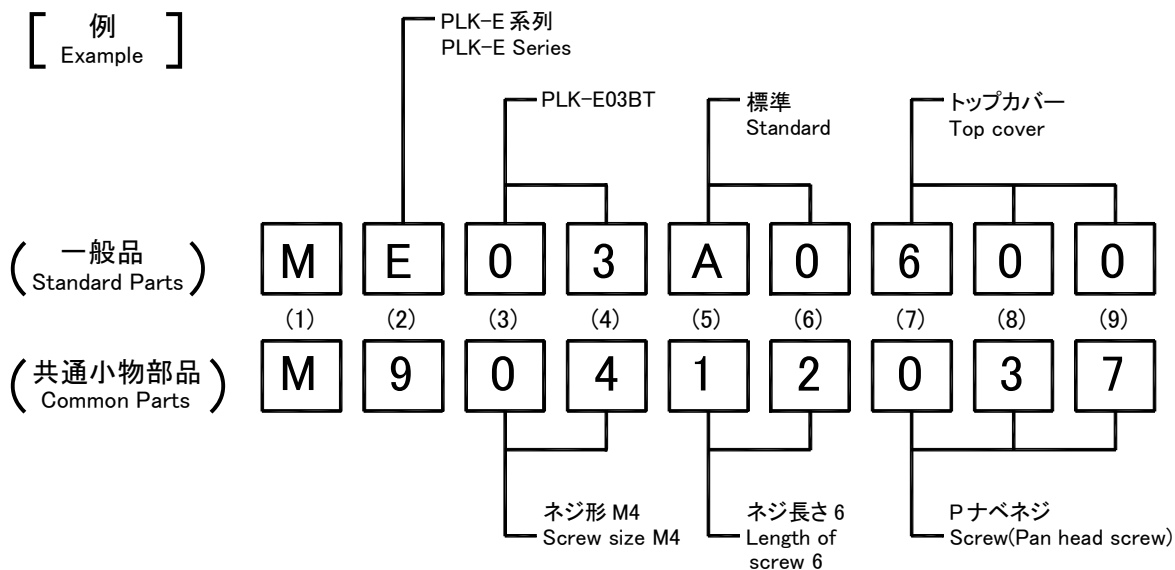 [ 例 ]
Example
PLK-E 系列
PLK-E Series
PLK-E03BT
標準
Standard
トップカバー
Top cover
( 一般品 )
Standard Parts
M E 0 3 A 0 6 0 0
(1) (2) (3) (4) (5) (6) (7) (8) (9)
( 共通小物部品 )
Common Parts
M 9 0 4 1 2 0 3 7
ネジ形 M4
Screw size M4
ネジ長さ 6
Length of
screw 6
Pナベネジ
Screw(Pan head screw)